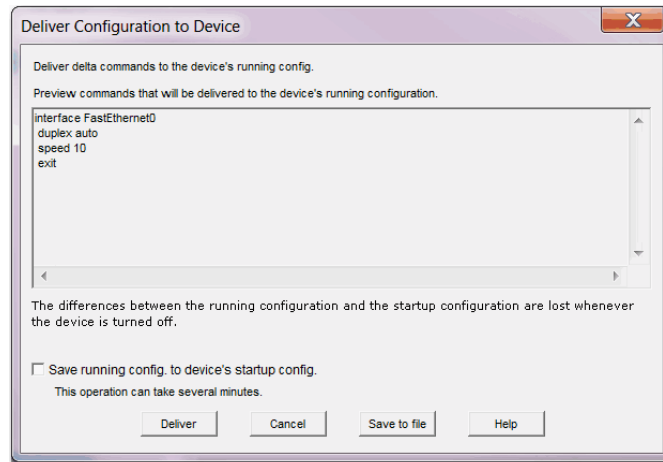 Deliver Configuration to Device
X
Deliver delta commands to the device's running config.
Preview commands that will be delivered to the device's running configuration.
interface FastEthernet0
duplex auto
speed 10
exit
The differences between the running configuration and the startup configuration are lost whenever
the device is turned off.
Save running config. to device's startup config.
This operation can take several minutes.
Deliver Cancel Save to file Help